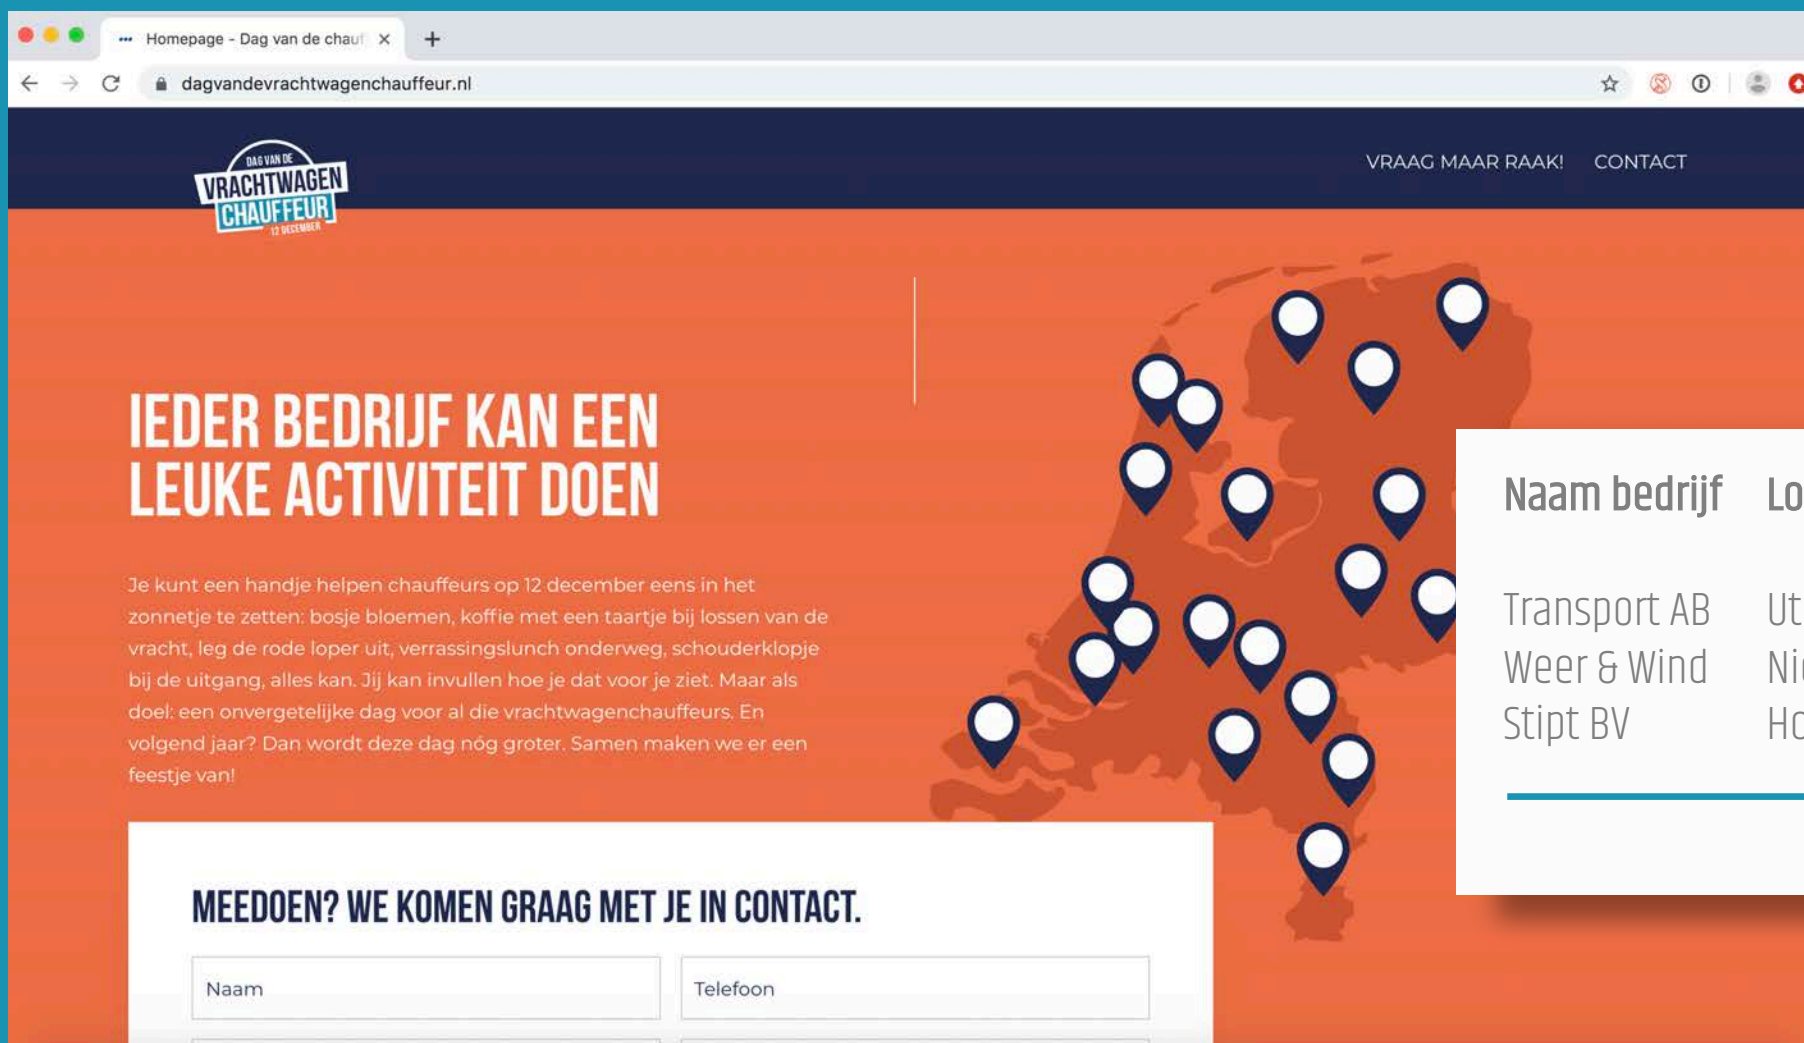 Homepage - Dag van de chauf
dagvandevrachtwagenchauffeur.nl
DAG VAN DE
VRACHTWAGEN
CHAUFFEUR
12 DECEMBER
VRAAG MAAR RAAK! CONTACT
IEDER BEDRIJF KAN EEN
LEUKE ACTIVITEIT DOEN
Je kunt een handje helpen chauffeurs op 12 december eens in het
zonnetje te zetten: bosje bloemen, koffie met een taartje bij lossen van de
vracht, leg de rode loper uit, verrassingslunch onderweg, schouderklopje
bij de uitgang, alles kan. Jij kan invullen hoe je dat voor je ziet. Maar als
doel: een onvergetelijke dag voor al die vrachtwagenchauffeurs. En
volgend jaar? Dan wordt deze dag nóg groter. Samen maken we er een
feestje van!
Naam bedrijf Lo
Transport AB Ut
Weer & Wind Ni
Stipt BV Ho
MEEDOEN? WE KOMEN GRAAG MET JE IN CONTACT.
Naam Telefoon